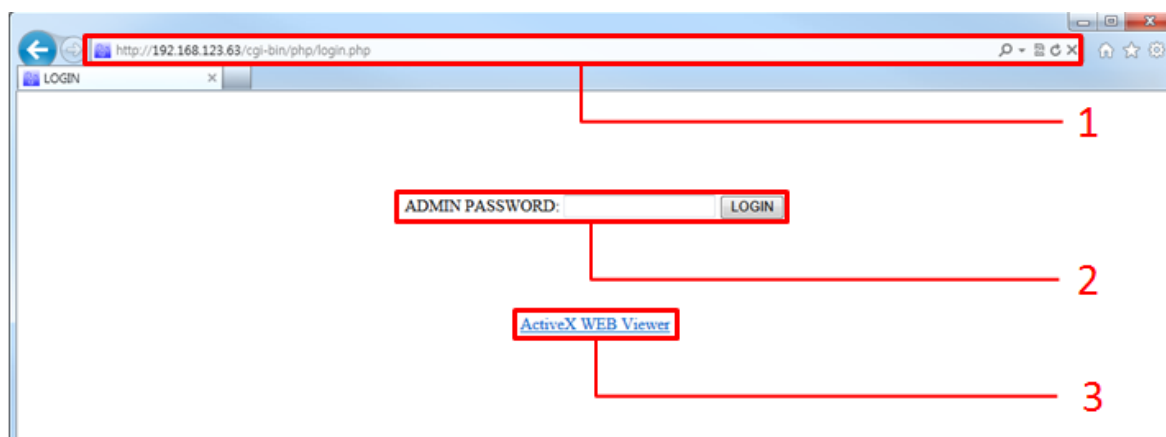 http://192.168.123.63/cgi-bin/php/login.php
LOGIN
1
ADMIN PASSWORD: LOGIN
2
ActiveX WEB Viewer
3